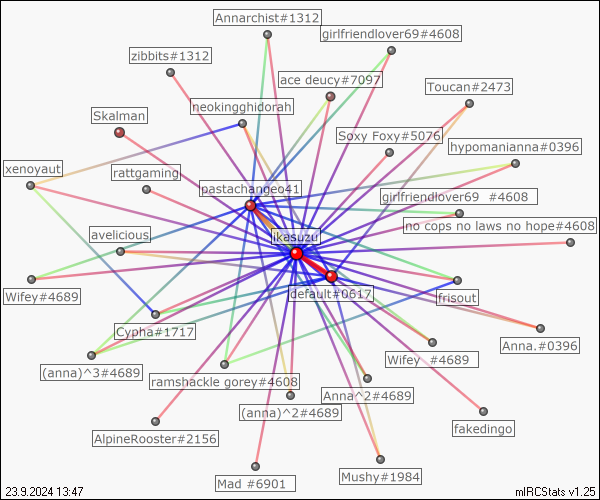 Annarchist#1312
girlfriendlover69#4608
zibbits#1312
ace deucy#7097
Toucan#2473
neokingghidorah
Skalman
Soxy Foxy#5076
hypomanianna#0396
xenoyaut
rattgaming
pastachangeo41
girlfriendlover69_#4608
no cops no laws no hope#4608
avelicious
ikasuzu
Wifey#4689
default#0617
frisout
Cypha#1717
Anna.#0396
Wifey_#4689
(anna)^3#4689
ramshackle gorey#4608
Anna^2#4689
(anna)^2#4689
fakedingo
AlpineRooster#2156
Mushy#1984
Mad #6901
23.9.2024 13:47
mIRCStats v1.25